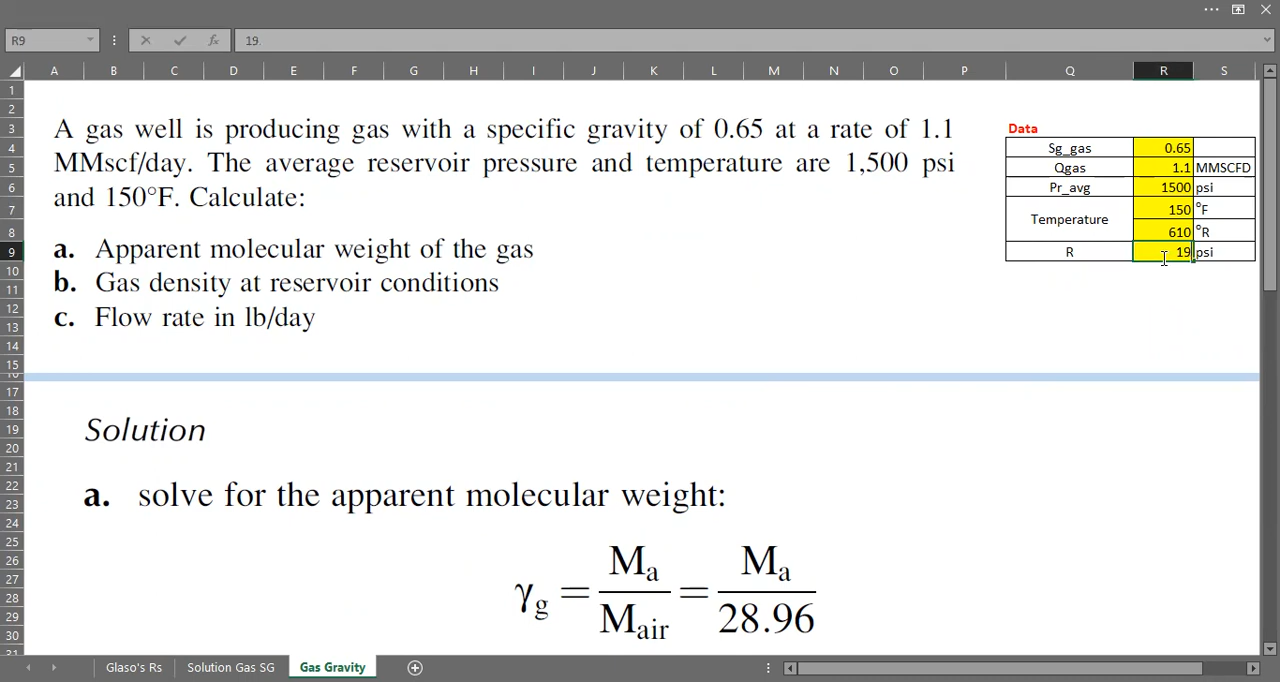 R9
fx
19.
A B C D E F G H I J K L M N O P Q R S
1
2
3
4
5
6
7
8
9
10
11
12
13
14
15
16
17
18
19
20
21
22
23
24
25
26
27
28
29
30
31
A gas well is producing gas with a specific gravity of 0.65 at a rate of 1.1
MMscf/day. The average reservoir pressure and temperature are 1,500 psi
and 150°F. Calculate:
a. Apparent molecular weight of the gas
b. Gas density at reservoir conditions
c. Flow rate in lb/day
Data
Sg_gas 0.65
Qgas 1.1 MMSCFD
Pr_avg 1500 psi
Temperature 150 °F
610 °R
R 19 psi
Solution
a. solve for the apparent molecular weight:
γg = Ma / Mair = Ma / 28.96
Glaso's Rs Solution Gas SG Gas Gravity